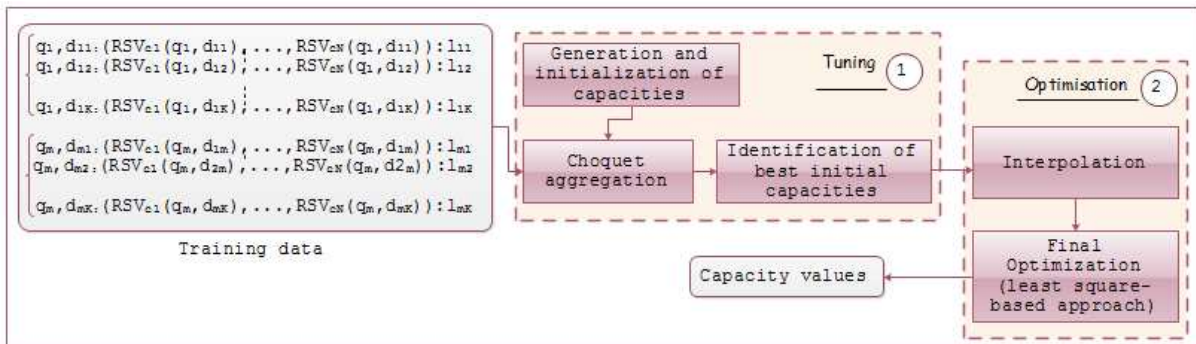 q₁,d₁₁:(RSVc1(q₁,d₁₁),...,RSVcN(q₁,d₁₁)):l₁₁
q₁,d₁₂:(RSVc1(q₁,d₁₂),...,RSVcN(q₁,d₁₂)):l₁₂
q₁,d₁K:(RSVc1(q₁,d₁K),...,RSVcN(q₁,d₁K)):l₁K
qm,dm1:(RSVc1(qm,d1m),...,RSVcN(qm,d1m)):lm1
qm,dm2:(RSVc1(qm,d2m),...,RSVcN(qm,d2m)):lm2
qm,dmK:(RSVc1(qm,dmK),...,RSVcN(qm,dmK)):lmK
Training data
Generation and
initialization of
capacities
Tuning 1
Choquet
aggregation
Identification of
best initial
capacities
Optimisation 2
Interpolation
Final
Optimization
(least square-
based approach)
Capacity values